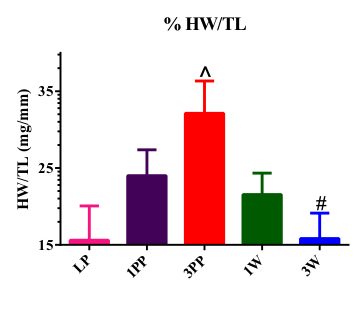 % HW/TL
^
35
25
15
HW/TL (mg/mm)
#
LP
1PP
3PP
1W
3W